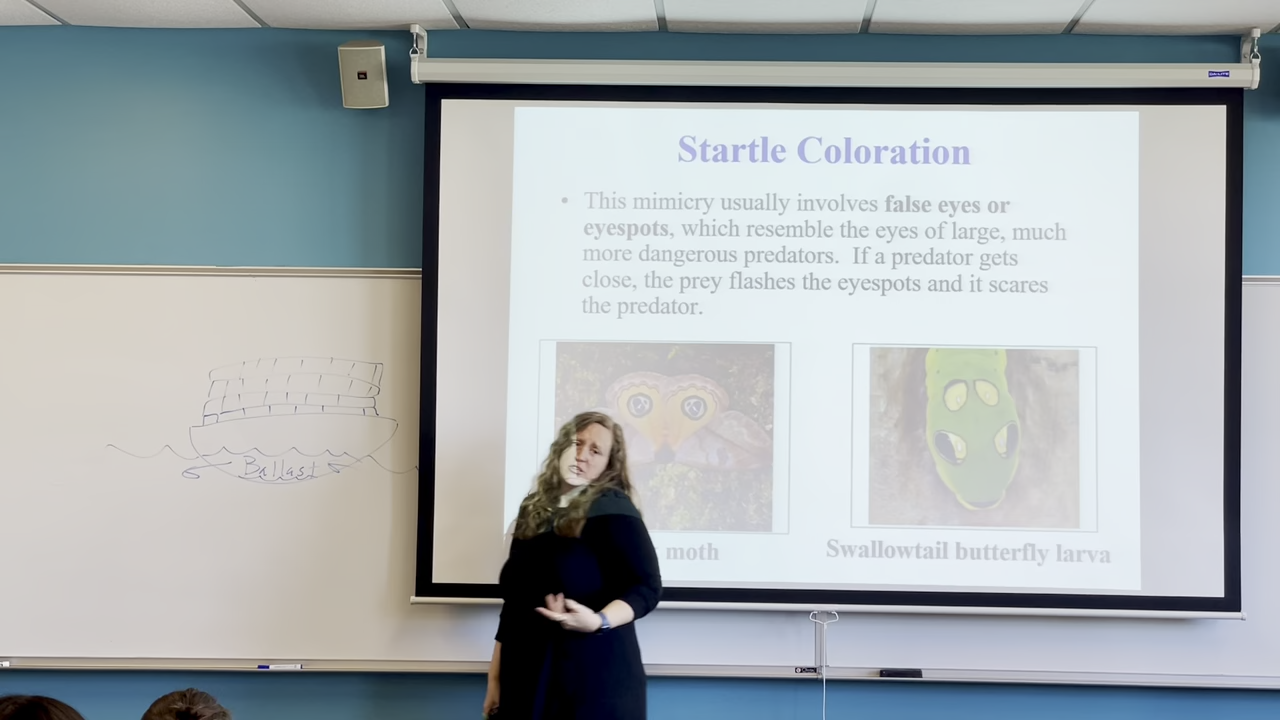 Startle Coloration
• This mimicry usually involves false eyes or
eyespots, which resemble the eyes of large, much
more dangerous predators. If a predator gets
close, the prey flashes the eyespots and it scares
the predator.
moth
Swallowtail butterfly larva
Ballast